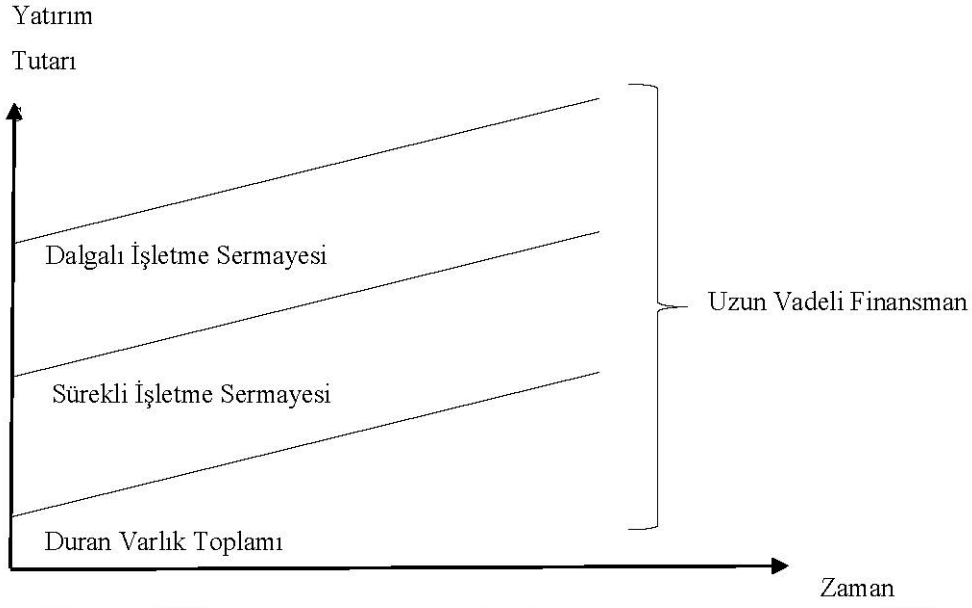 Yatırım
Tutarı
Dalgalı İşletme Sermayesi
Uzun Vadeli Finansman
Sürekli İşletme Sermayesi
Duran Varlık Toplamı
Zaman